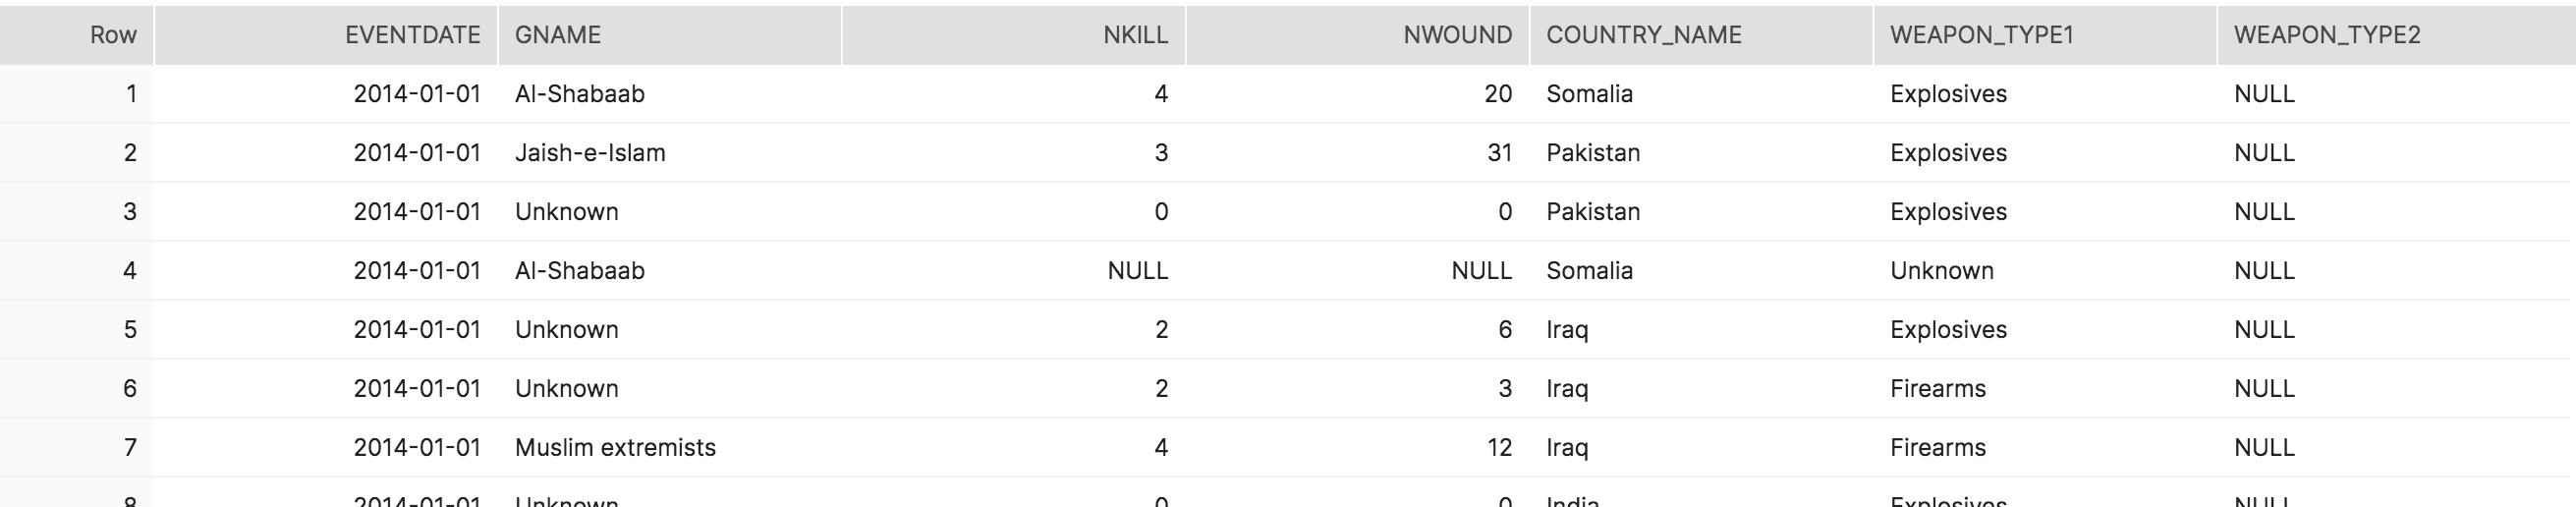 Row EVENTDATE GNAME NKILL NWOUND COUNTRY_NAME WEAPON_TYPE1 WEAPON_TYPE2
1 2014-01-01 Al-Shabaab 4 20 Somalia Explosives NULL
2 2014-01-01 Jaish-e-Islam 3 31 Pakistan Explosives NULL
3 2014-01-01 Unknown 0 0 Pakistan Explosives NULL
4 2014-01-01 Al-Shabaab NULL NULL Somalia Unknown NULL
5 2014-01-01 Unknown 2 6 Iraq Explosives NULL
6 2014-01-01 Unknown 2 3 Iraq Firearms NULL
7 2014-01-01 Muslim extremists 4 12 Iraq Firearms NULL
8 2014-01-01 Unknown 0 0 India Explosives NULL